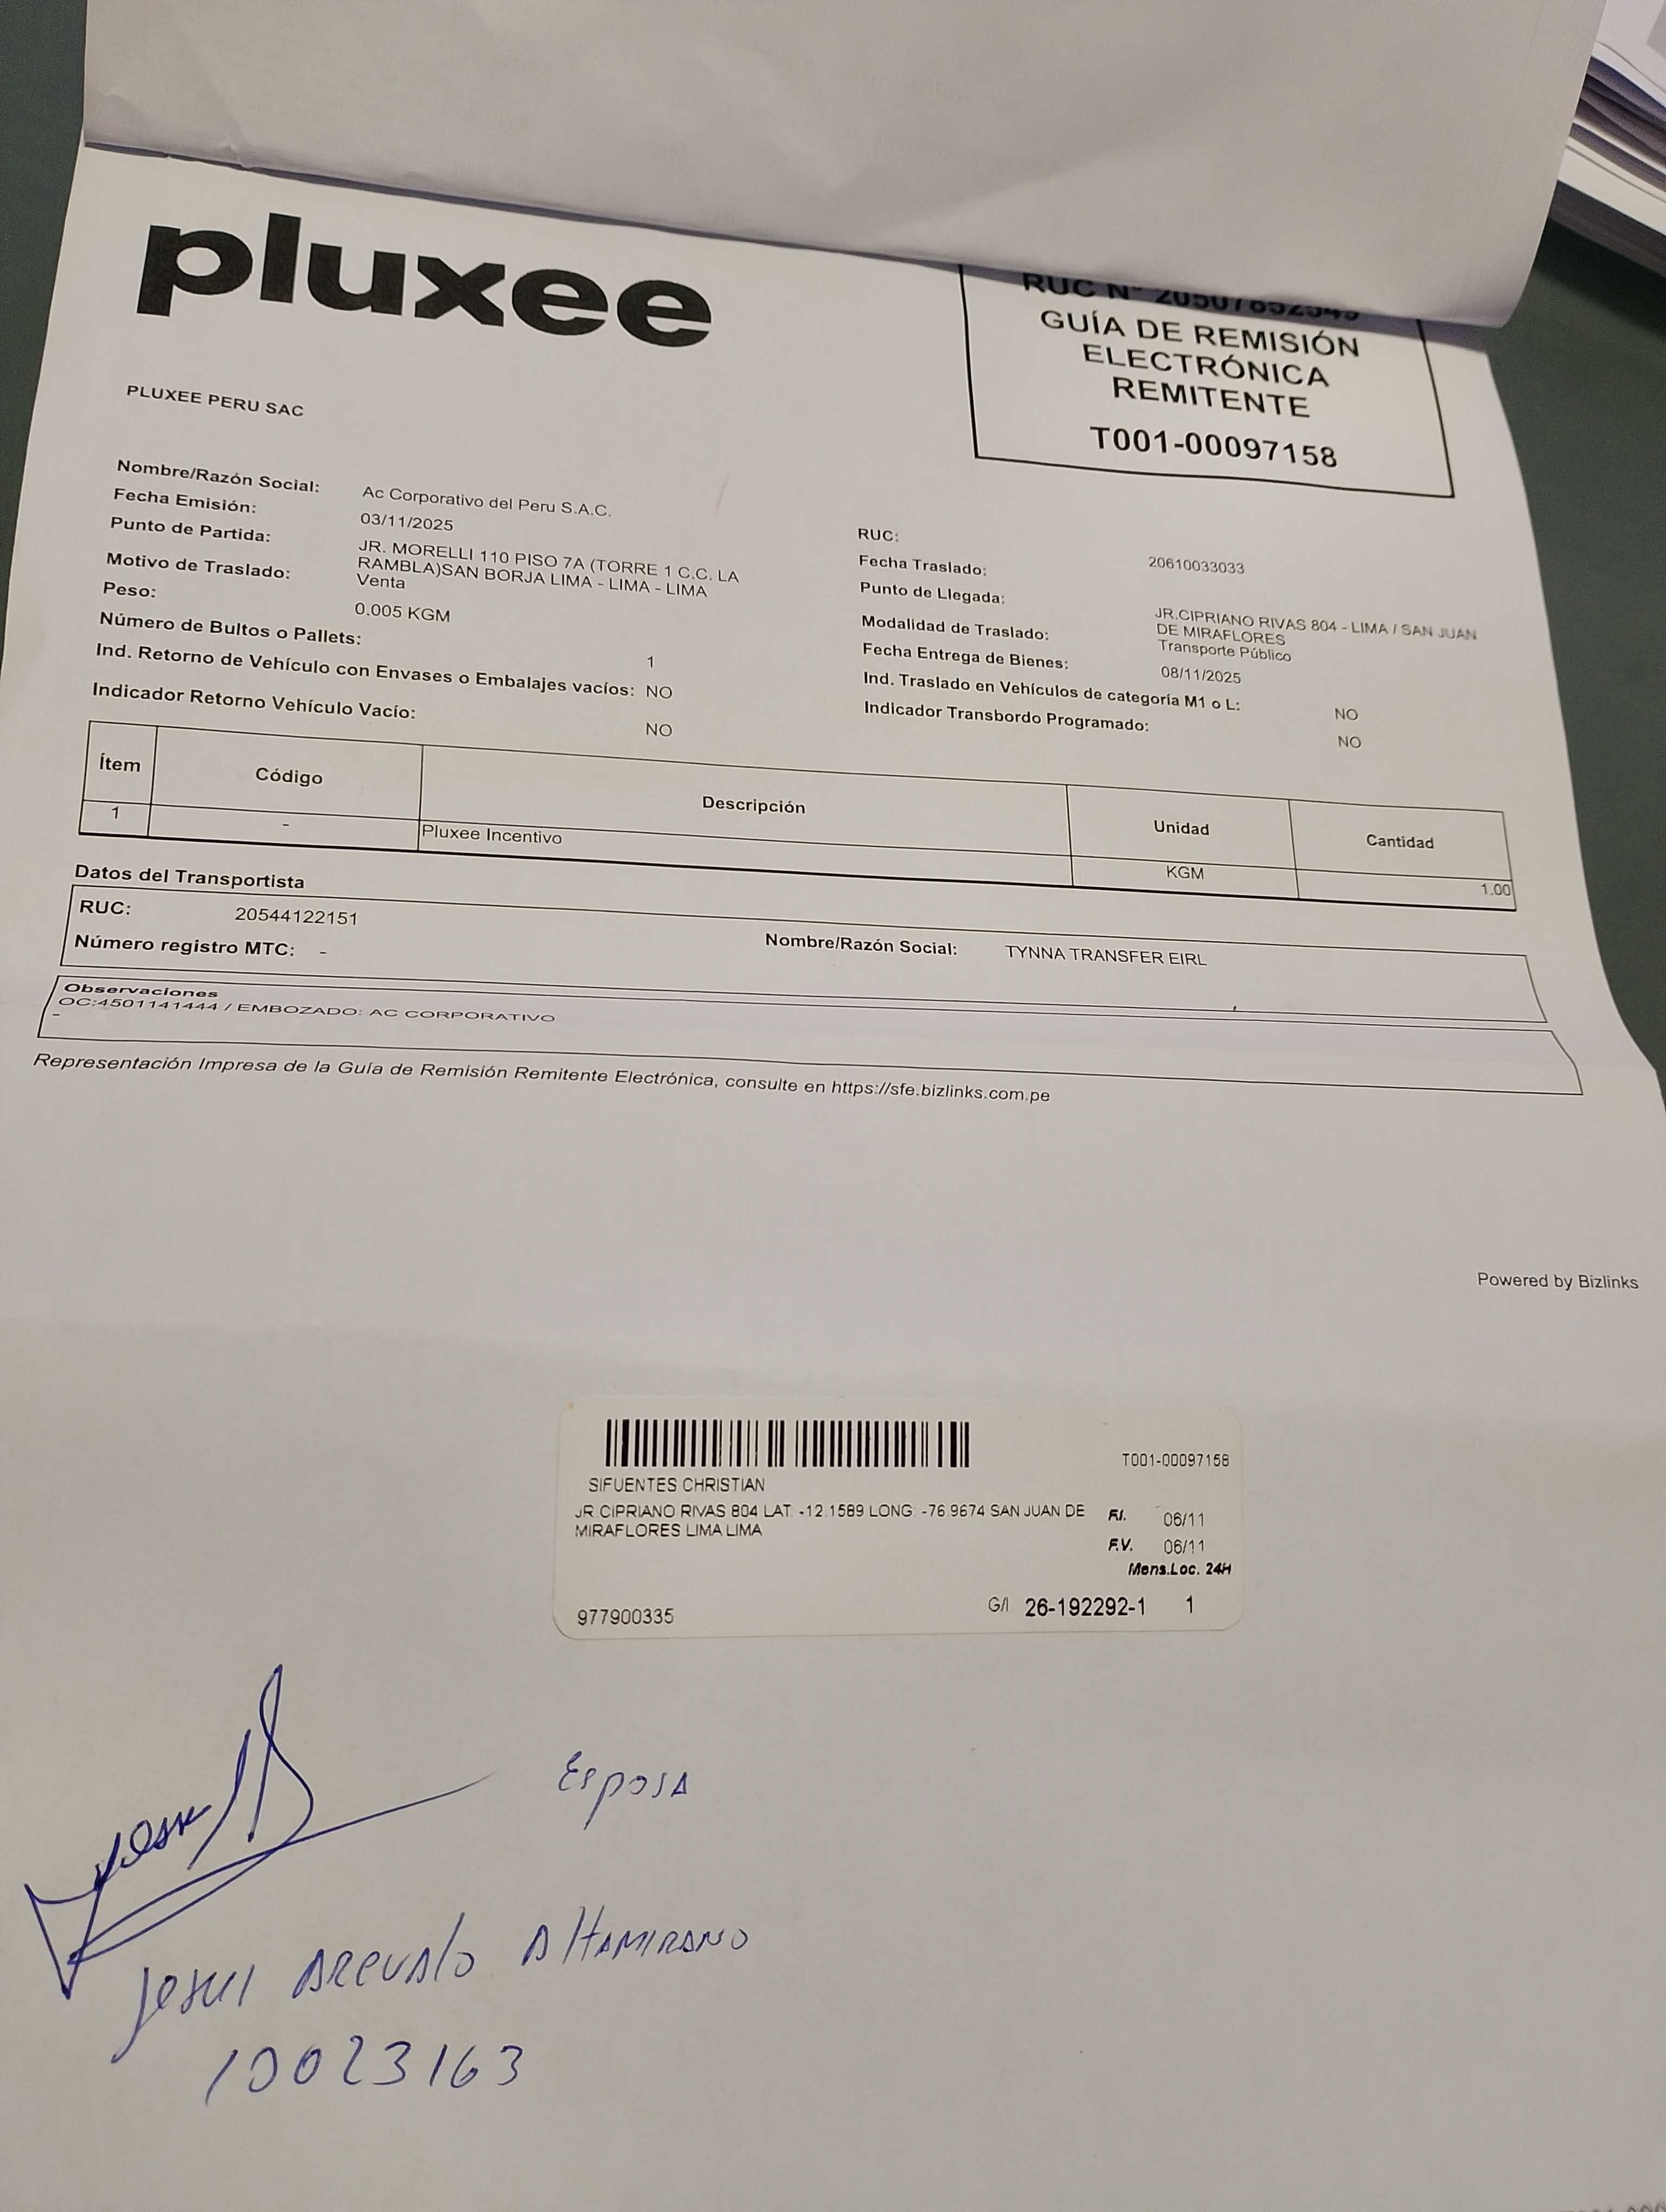 pluxee
RUC N° 20507852549
GUÍA DE REMISIÓN
ELECTRÓNICA
REMITENTE
T001-00097158
PLUXEE PERU SAC
Nombre/Razón Social: Ac Corporativo del Peru S.A.C.
Fecha Emisión: 03/11/2025
Punto de Partida: JR. MORELLI 110 PISO 7A (TORRE 1 C.C. LA
RAMBLA)SAN BORJA LIMA - LIMA - LIMA
Motivo de Traslado: Venta
Peso: 0.005 KGM
Número de Bultos o Pallets: 1
Ind. Retorno de Vehículo con Envases o Embalajes vacíos: NO
Indicador Retorno Vehículo Vacío: NO
RUC: 20610033033
Fecha Traslado:
Punto de Llegada: JR.CIPRIANO RIVAS 804 - LIMA / SAN JUAN
DE MIRAFLORES
Modalidad de Traslado: Transporte Público
Fecha Entrega de Bienes: 08/11/2025
Ind. Traslado en Vehículos de categoría M1 o L: NO
Indicador Transbordo Programado: NO
Ítem Código Descripción Unidad Cantidad
1 - Pluxee Incentivo KGM 1.00
Datos del Transportista
RUC: 20544122151 Nombre/Razón Social: TYNNA TRANSFER EIRL
Número registro MTC: -
Observaciones
OC:4501141444 / EMBOZADO: AC CORPORATIVO
-
Representación Impresa de la Guía de Remisión Remitente Electrónica, consulte en https://sfe.bizlinks.com.pe
Powered by Bizlinks
T001-00097158
SIFUENTES CHRISTIAN
JR CIPRIANO RIVAS 804 LAT: -12.1589 LONG: -76.9674 SAN JUAN DE
MIRAFLORES LIMA LIMA
F.I. 06/11
F.V. 06/11
Mens.Loc. 24H
977900335 G/I 26-192292-1 1
Esposa
Jesus Arevalo Altamirano
10023163